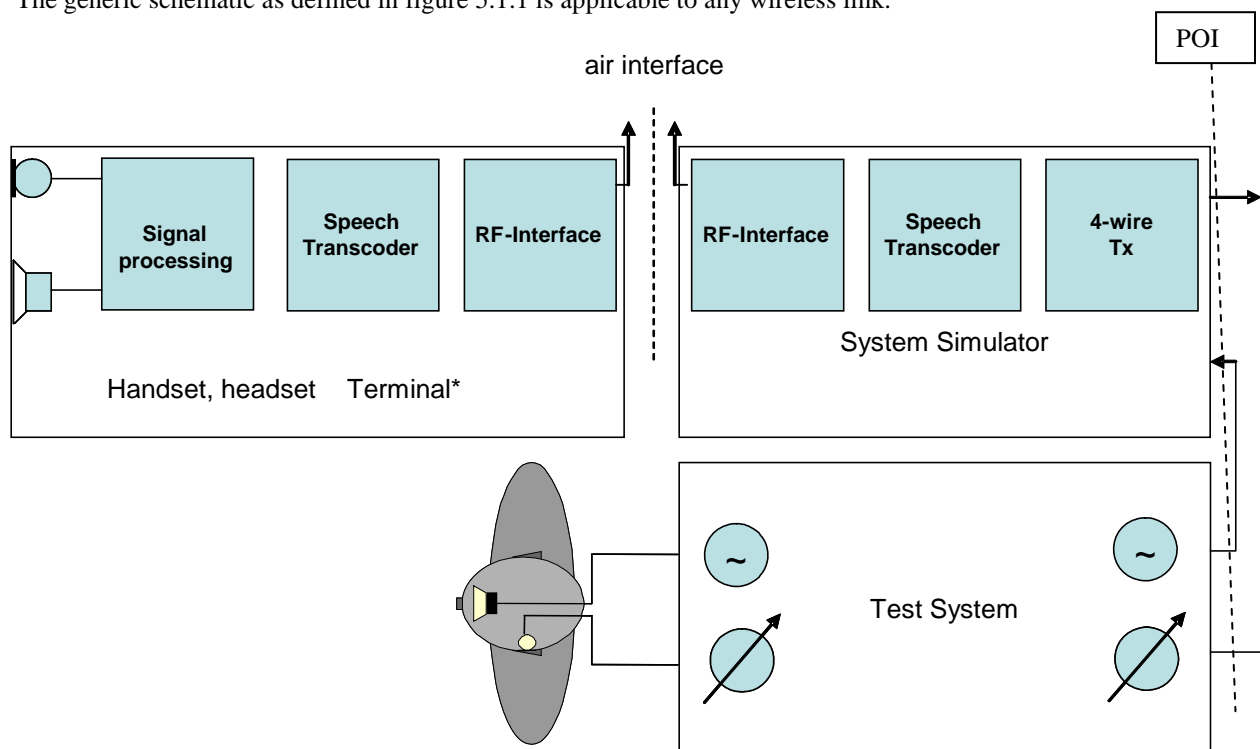 The generic schematic as defined in figure 5.1.1 is applicable to any wireless link.
POI
air interface
Signal
processing
Speech
Transcoder
RF-Interface
RF-Interface
Speech
Transcoder
4-wire
Tx
System Simulator
Handset, headset Terminal*
~
~
Test System